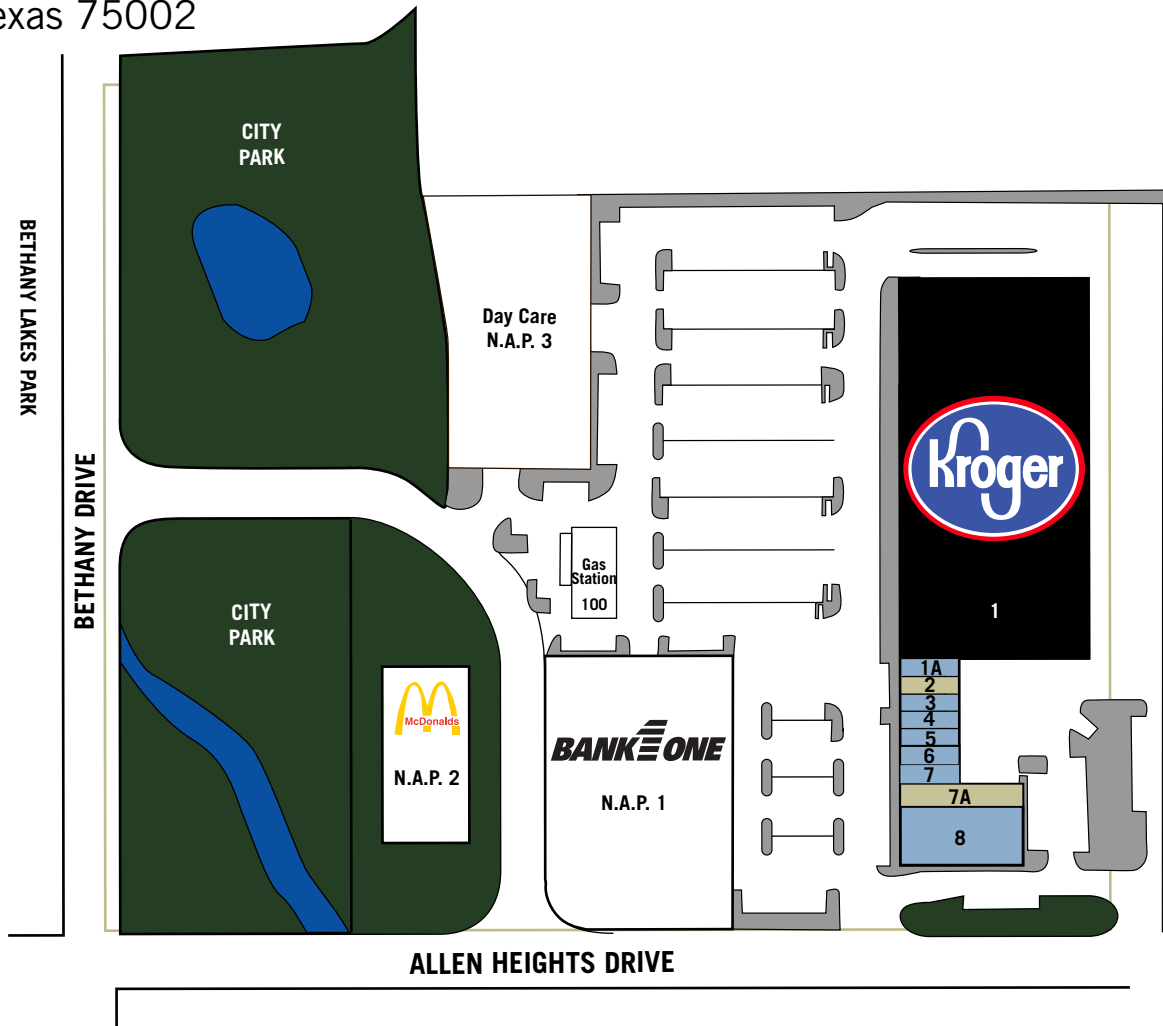 exas 75002
CITY
PARK
BETHANY LAKES PARK
Day Care
N.A.P. 3
BETHANY DRIVE
Kroger
Gas
Station
100
CITY
PARK
1
1A
2
3
4
5
6
7
7A
8
McDonalds
N.A.P. 2
BANK ONE
N.A.P. 1
ALLEN HEIGHTS DRIVE